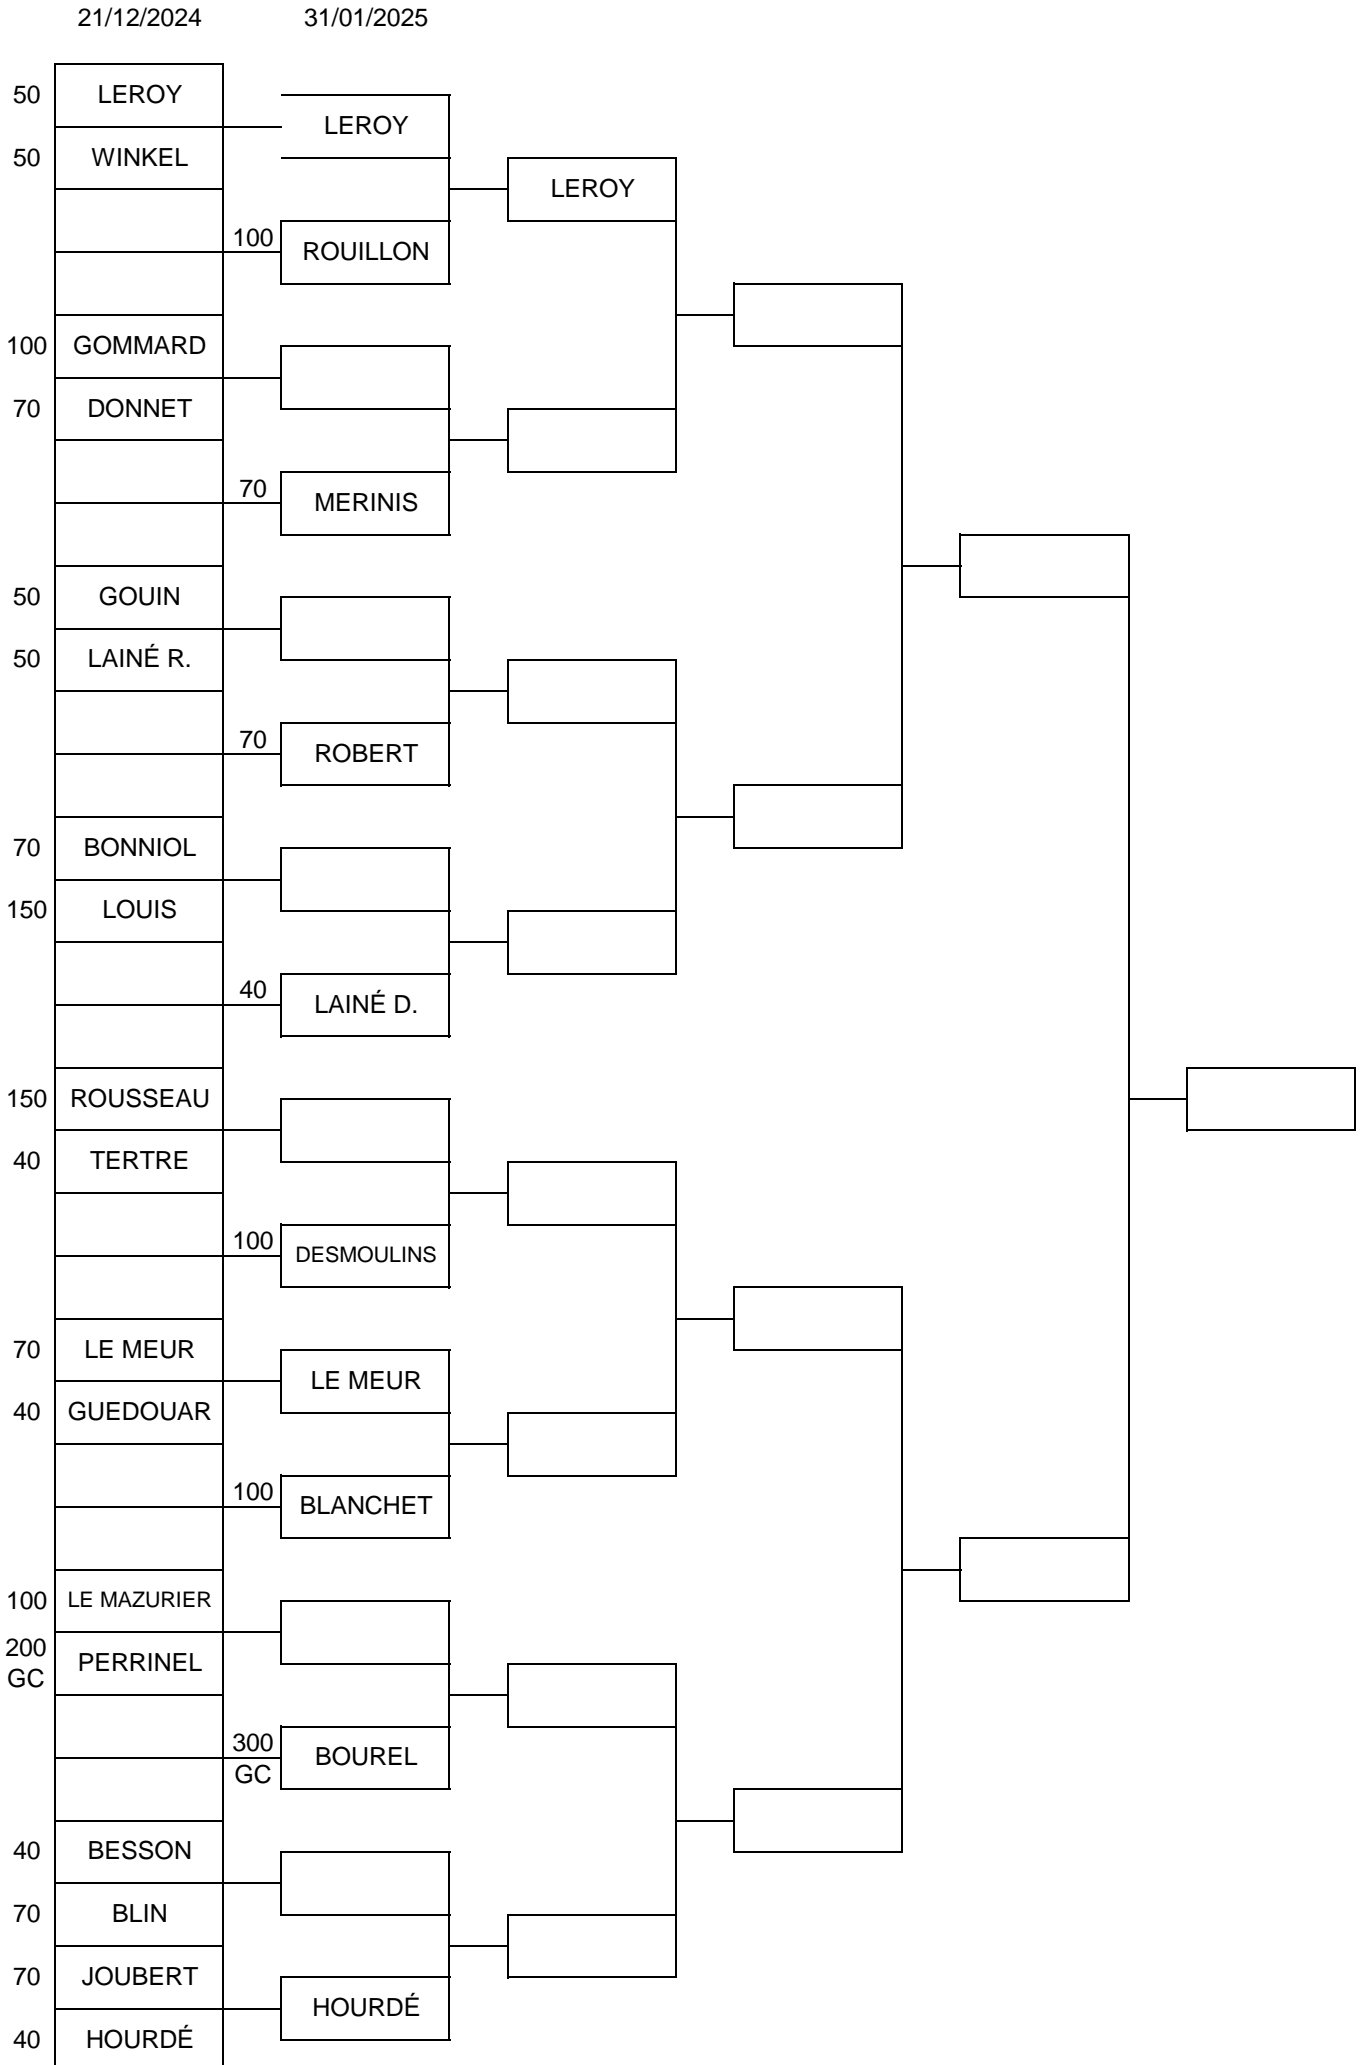 21/12/2024 31/01/2025
50 LEROY
LEROY
50 WINKEL
LEROY
100 ROUILLON
100 GOMMARD
70 DONNET
70 MERINIS
50 GOUIN
50 LAINÉ R.
70 ROBERT
70 BONNIOL
150 LOUIS
40 LAINÉ D.
150 ROUSSEAU
40 TERTRE
100 DESMOULINS
70 LE MEUR
LE MEUR
40 GUEDOUAR
100 BLANCHET
100 LE MAZURIER
200 GC PERRINEL
300 GC BOUREL
40 BESSON
70 BLIN
70 JOUBERT
HOURDÉ
40 HOURDÉ